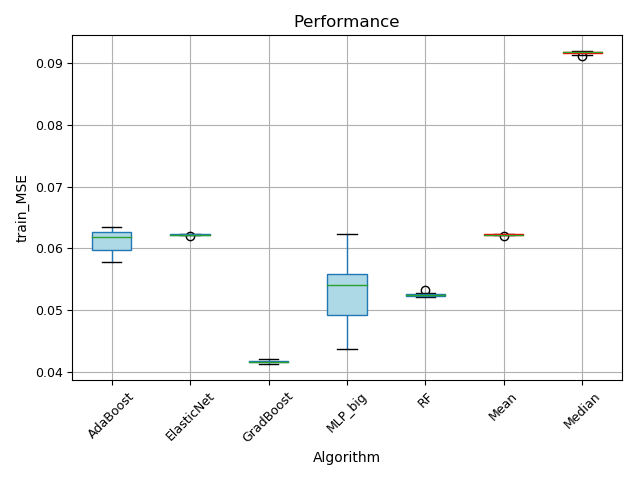 Performance
train_MSE
0.09
0.08
0.07
0.06
0.05
0.04
AdaBoost
ElasticNet
GradBoost
MLP_big
RF
Mean
Median
Algorithm